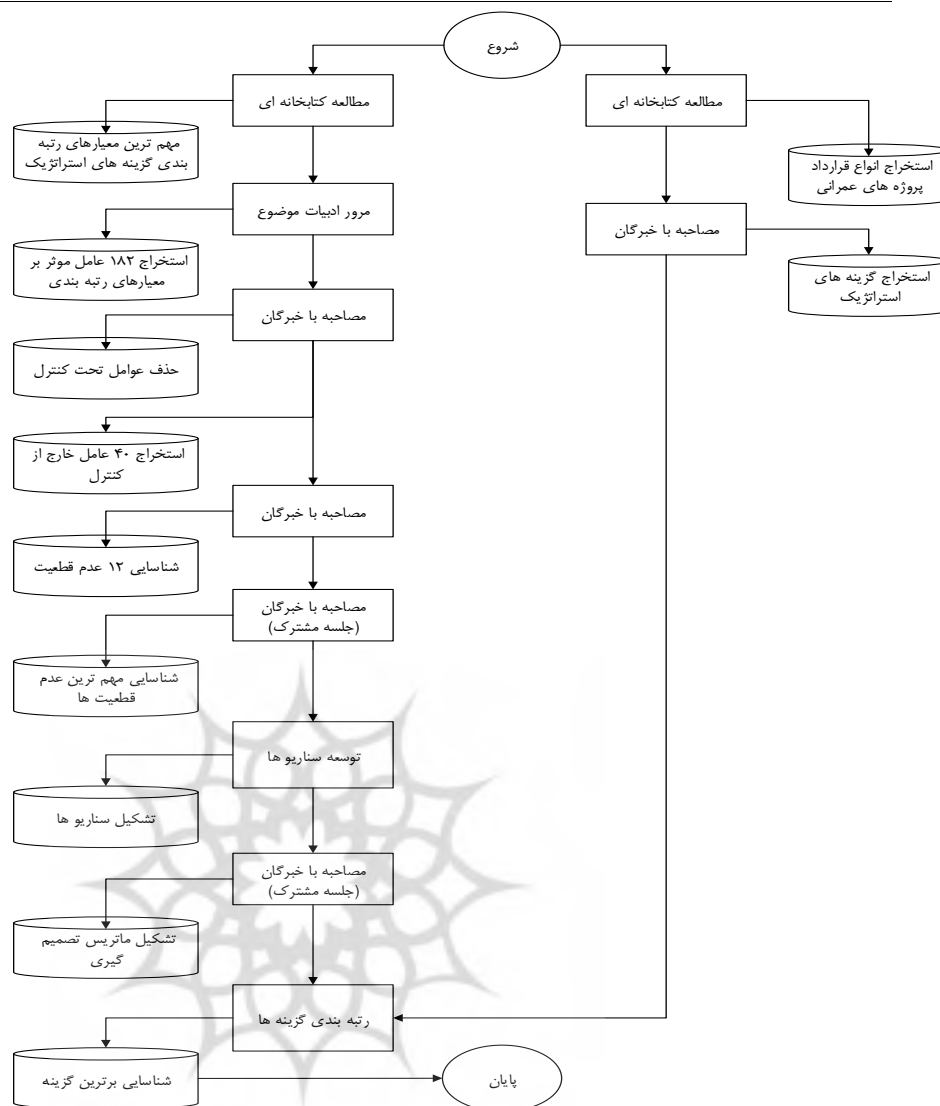 شروع
مطالعه کتابخانه ای
مطالعه کتابخانه ای
مهم ترین معیارهای رتبه
بندی گزینه های استراتژیک
استخراج انواع قرارداد
پروژه های عمرانی
مرور ادبیات موضوع
مصاحبه با خبرگان
استخراج ۱۸۲ عامل موثر بر
معیارهای رتبه بندی
استخراج گزینه های
استراتژیک
مصاحبه با خبرگان
حذف عوامل تحت کنترل
استخراج ۴۰ عامل خارج از
کنترل
مصاحبه با خبرگان
شناسایی ۱۲ عدم قطعیت
مصاحبه با خبرگان
(جلسه مشترک)
شناسایی مهم ترین عدم
قطعیت ها
توسعه سناریو ها
تشکیل سناریو ها
مصاحبه با خبرگان
(جلسه مشترک)
تشکیل ماتریس تصمیم
گیری
رتبه بندی گزینه ها
شناسایی برترین گزینه
پایان